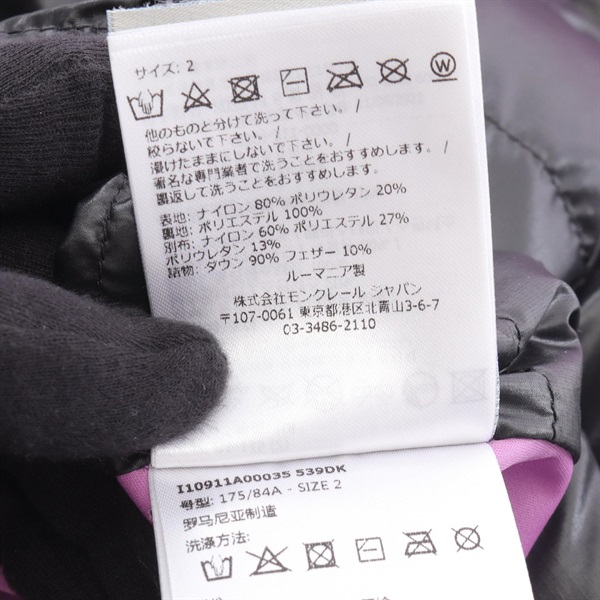 サイズ: 2
W
他のものと分けて洗って下さい。
絞らないで下さい。
浸けたままにしないで下さい。
著名な専門業者で洗うことをおすすめします。
裏返して洗うことをおすすめします。
表地: ナイロン 80% ポリウレタン 20%
裏地: ポリエステル 100%
別布: ナイロン 60% ポリエステル 27%
ポリウレタン 13%
詰物: ダウン 90% フェザー 10%
ルーマニア製
株式会社モンクレール ジャパン
〒107-0061 東京都港区北青山3-6-7
03-3486-2110
I10911A00035 539DK
号型: 175/84A - SIZE 2
罗马尼亚制造
洗涤方法: